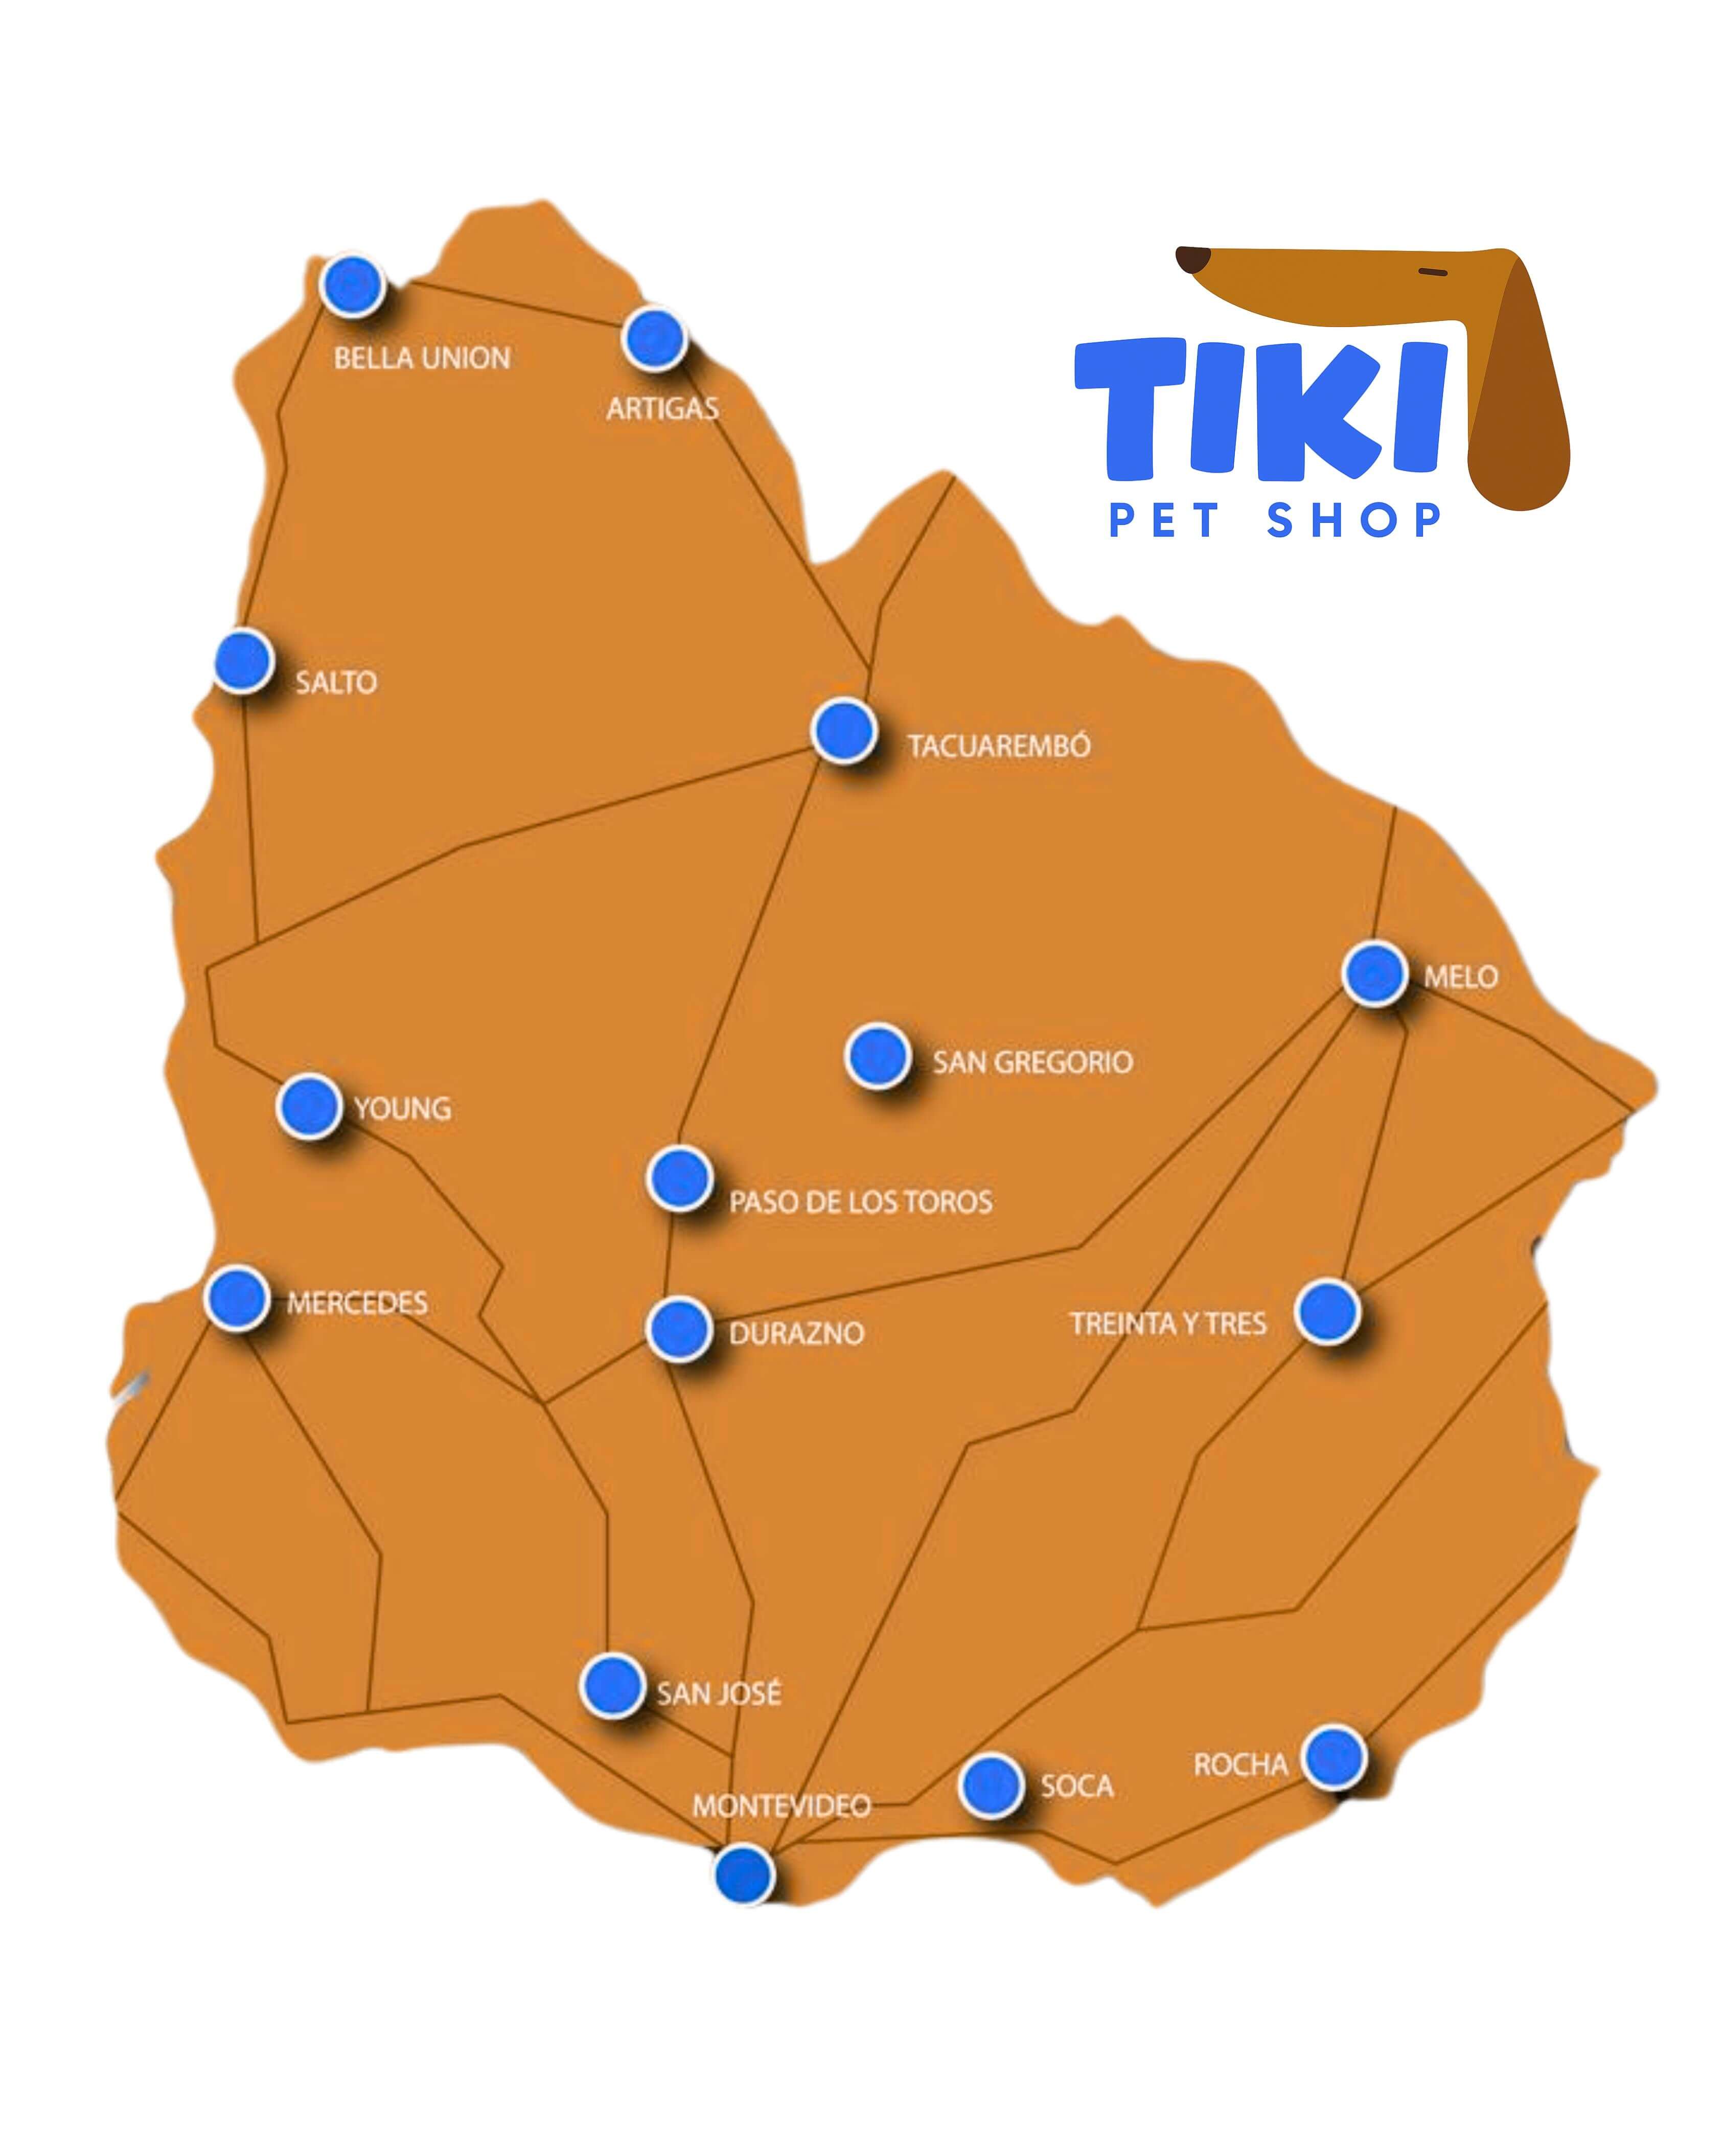 BELLA UNION
ARTIGAS
TIKI
PET SHOP
SALTO
TACUAREMBÓ
MELO
SAN GREGORIO
YOUNG
PASO DE LOS TOROS
MERCEDES
DURAZNO
TREINTA Y TRES
SAN JOSÉ
ROCHA
SOCA
MONTEVIDEO